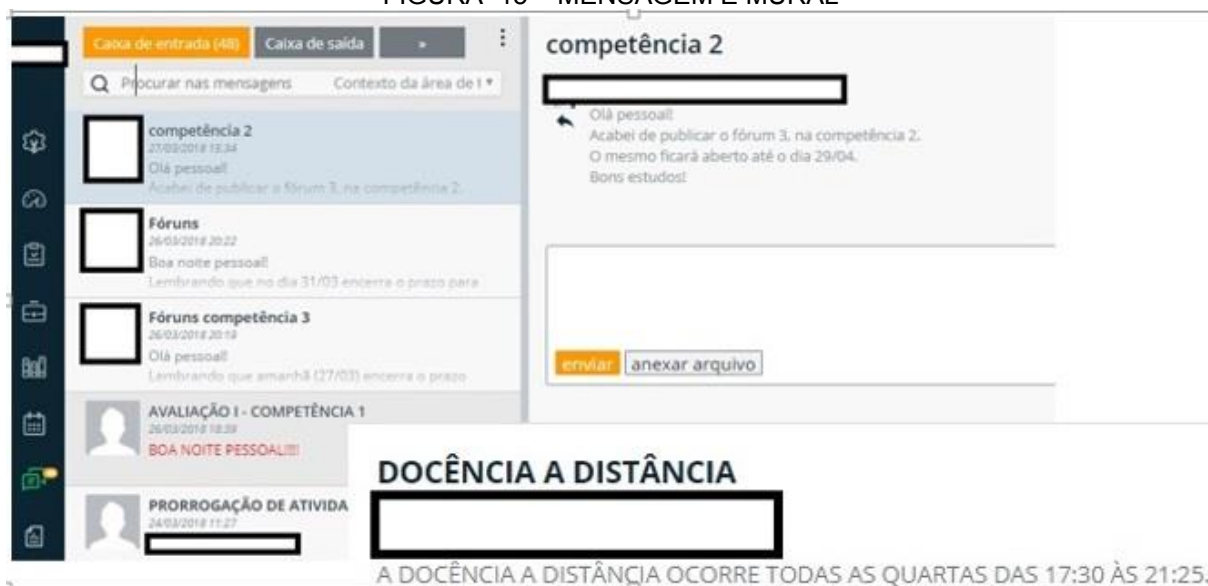 Caixa de entrada (48)
Caixa de saída
»
Procurar nas mensagens
Contexto da área de t
competência 2
27/03/2018 13:34
Olá pessoal!
Acabei de publicar o fórum 3, na competência 2.
Fóruns
26/03/2018 20:22
Boa noite pessoal!
Lembrando que no dia 31/03 encerra o prazo para
Fóruns competência 3
26/03/2018 20:19
Olá pessoal!
Lembrando que amanhã (27/03) encerra o prazo
AVALIAÇÃO I - COMPETÊNCIA 1
26/03/2018 18:59
BOA NOITE PESSOAL!!!!
PRORROGAÇÃO DE ATIVIDA
24/03/2018 11:27
competência 2
Olá pessoal!
Acabei de publicar o fórum 3, na competência 2.
O mesmo ficará aberto até o dia 29/04.
Bons estudos!
enviar
anexar arquivo
DOCÊNCIA A DISTÂNCIA
A DOCÊNCIA A DISTÂNCIA OCORRE TODAS AS QUARTAS DAS 17:30 ÀS 21:25.